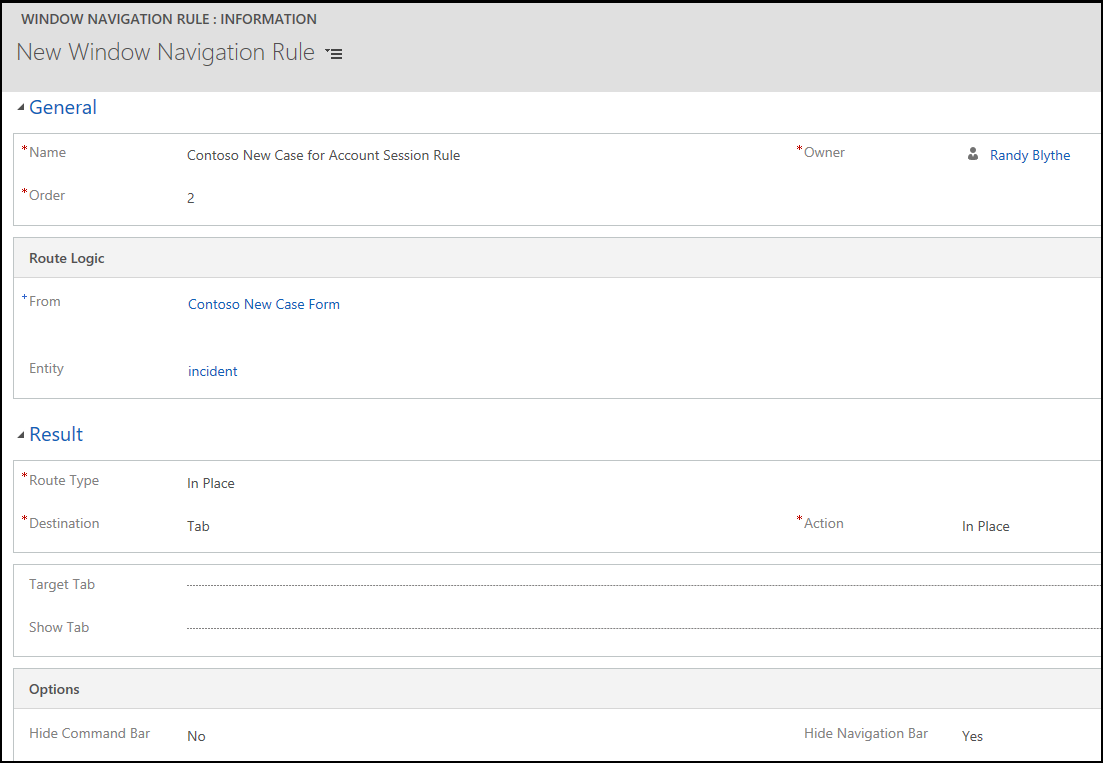 WINDOW NAVIGATION RULE : INFORMATION
New Window Navigation Rule
General
*Name Contoso New Case for Account Session Rule *Owner Randy Blythe
*Order 2
Route Logic
+From Contoso New Case Form
Entity incident
Result
*Route Type In Place
*Destination Tab *Action In Place
Target Tab
Show Tab
Options
Hide Command Bar No Hide Navigation Bar Yes